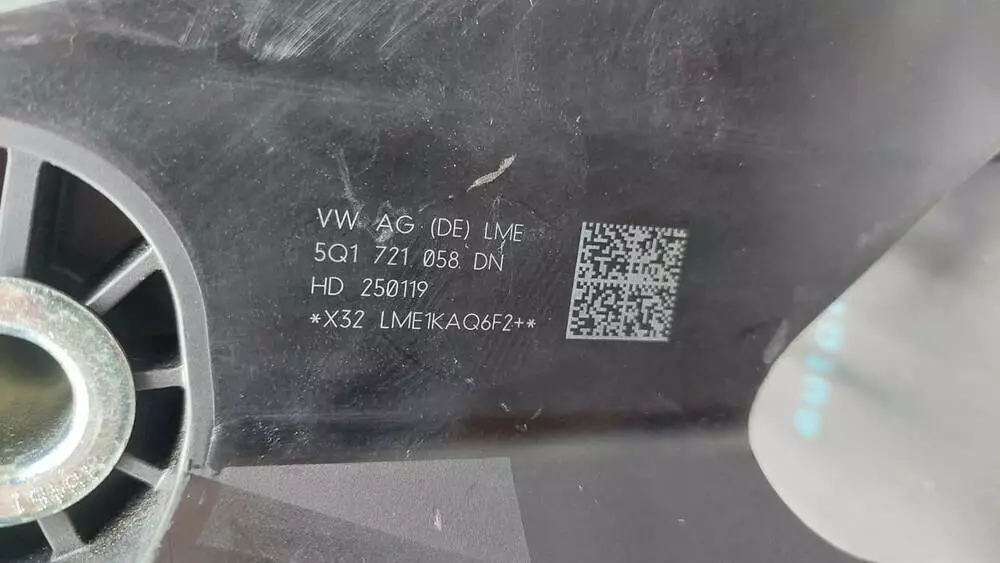 VW AG (DE) LME
5Q1 721 058 DN
HD 250119
*X32 LME1KAQ6F2+*